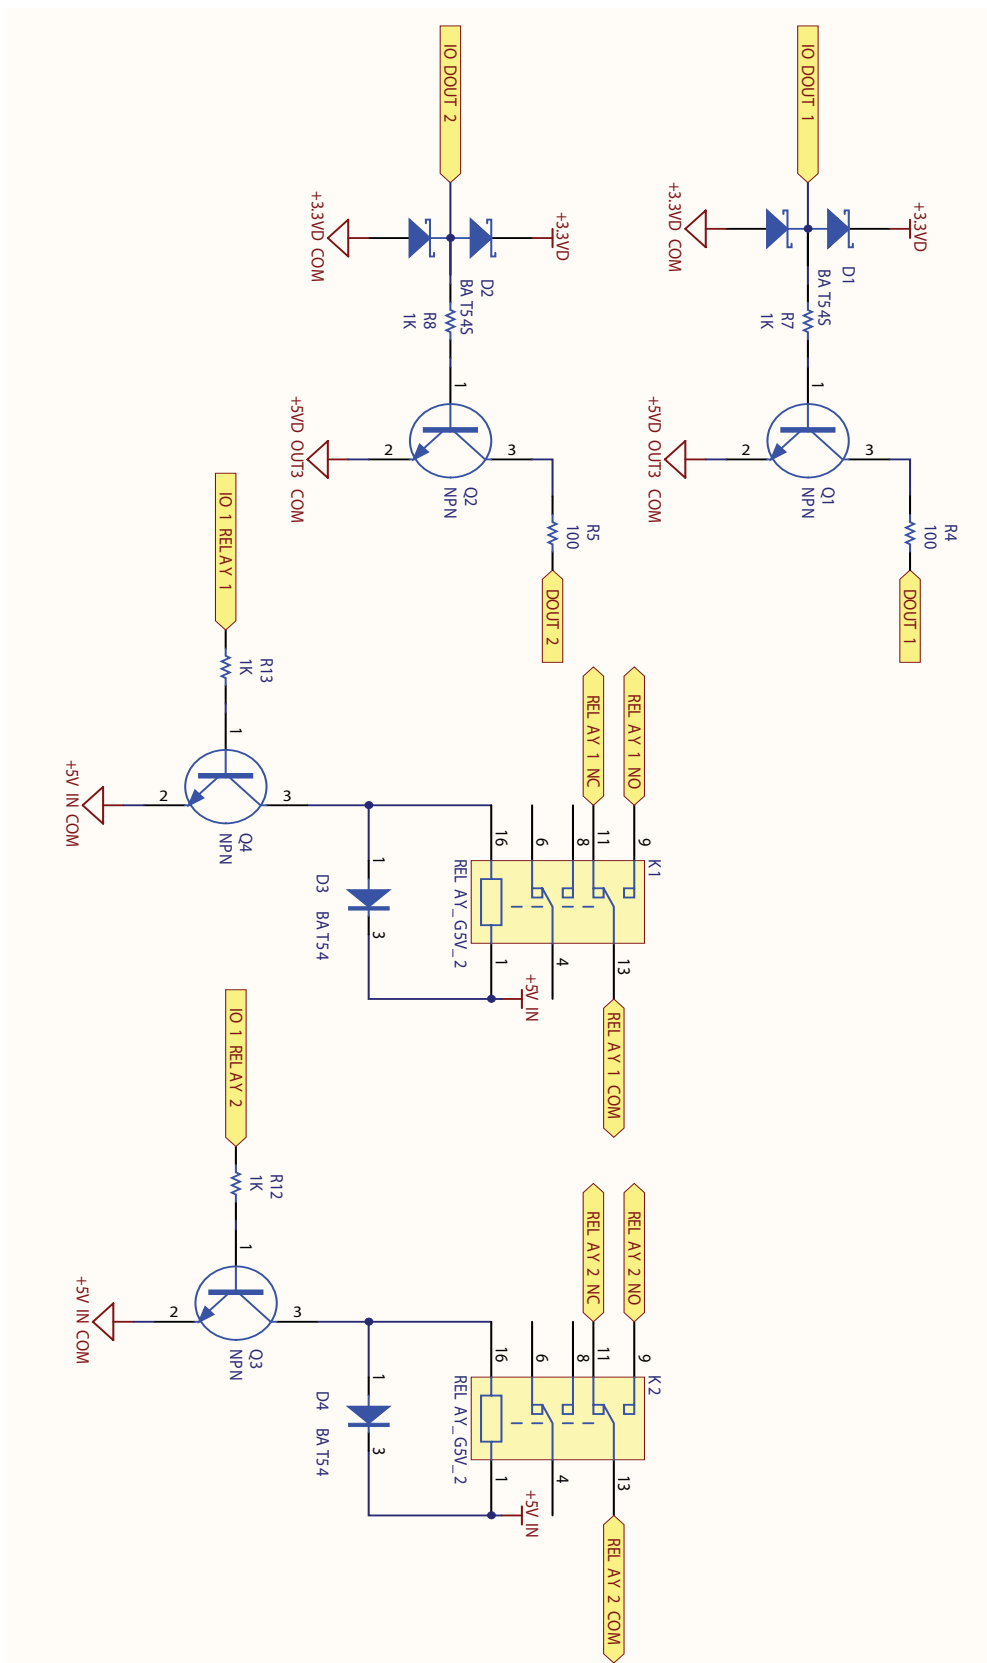 IO DOUT 1
+3.3VD
+3.3VD COM
D1
BAT54S
R7
1K
1
2
3
+5VD OUT3 COM
Q1
NPN
R4
100
DOUT 1
IO DOUT 2
+3.3VD
+3.3VD COM
D2
BAT54S
R8
1K
1
2
3
+5VD OUT3 COM
Q2
NPN
R5
100
DOUT 2
RELAY 1 NO
RELAY 1 NC
9
11
8
6
16
K1
RELAY_G5V_2
13
4
1
+5V IN
RELAY 1 COM
IO 1 RELAY 1
R13
1K
1
2
3
+5V IN COM
Q4
NPN
1
D3 BAT54
3
RELAY 2 NO
RELAY 2 NC
9
11
8
6
16
K2
RELAY_G5V_2
13
4
1
+5V IN
RELAY 2 COM
IO 1 RELAY 2
R12
1K
1
2
3
+5V IN COM
Q3
NPN
1
D4 BAT54
3